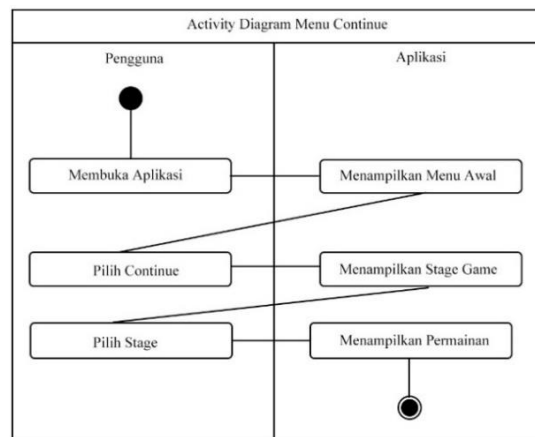 Activity Diagram Menu Continue
Pengguna
Aplikasi
Membuka Aplikasi
Menampilkan Menu Awal
Pilih Continue
Menampilkan Stage Game
Pilih Stage
Menampilkan Permainan